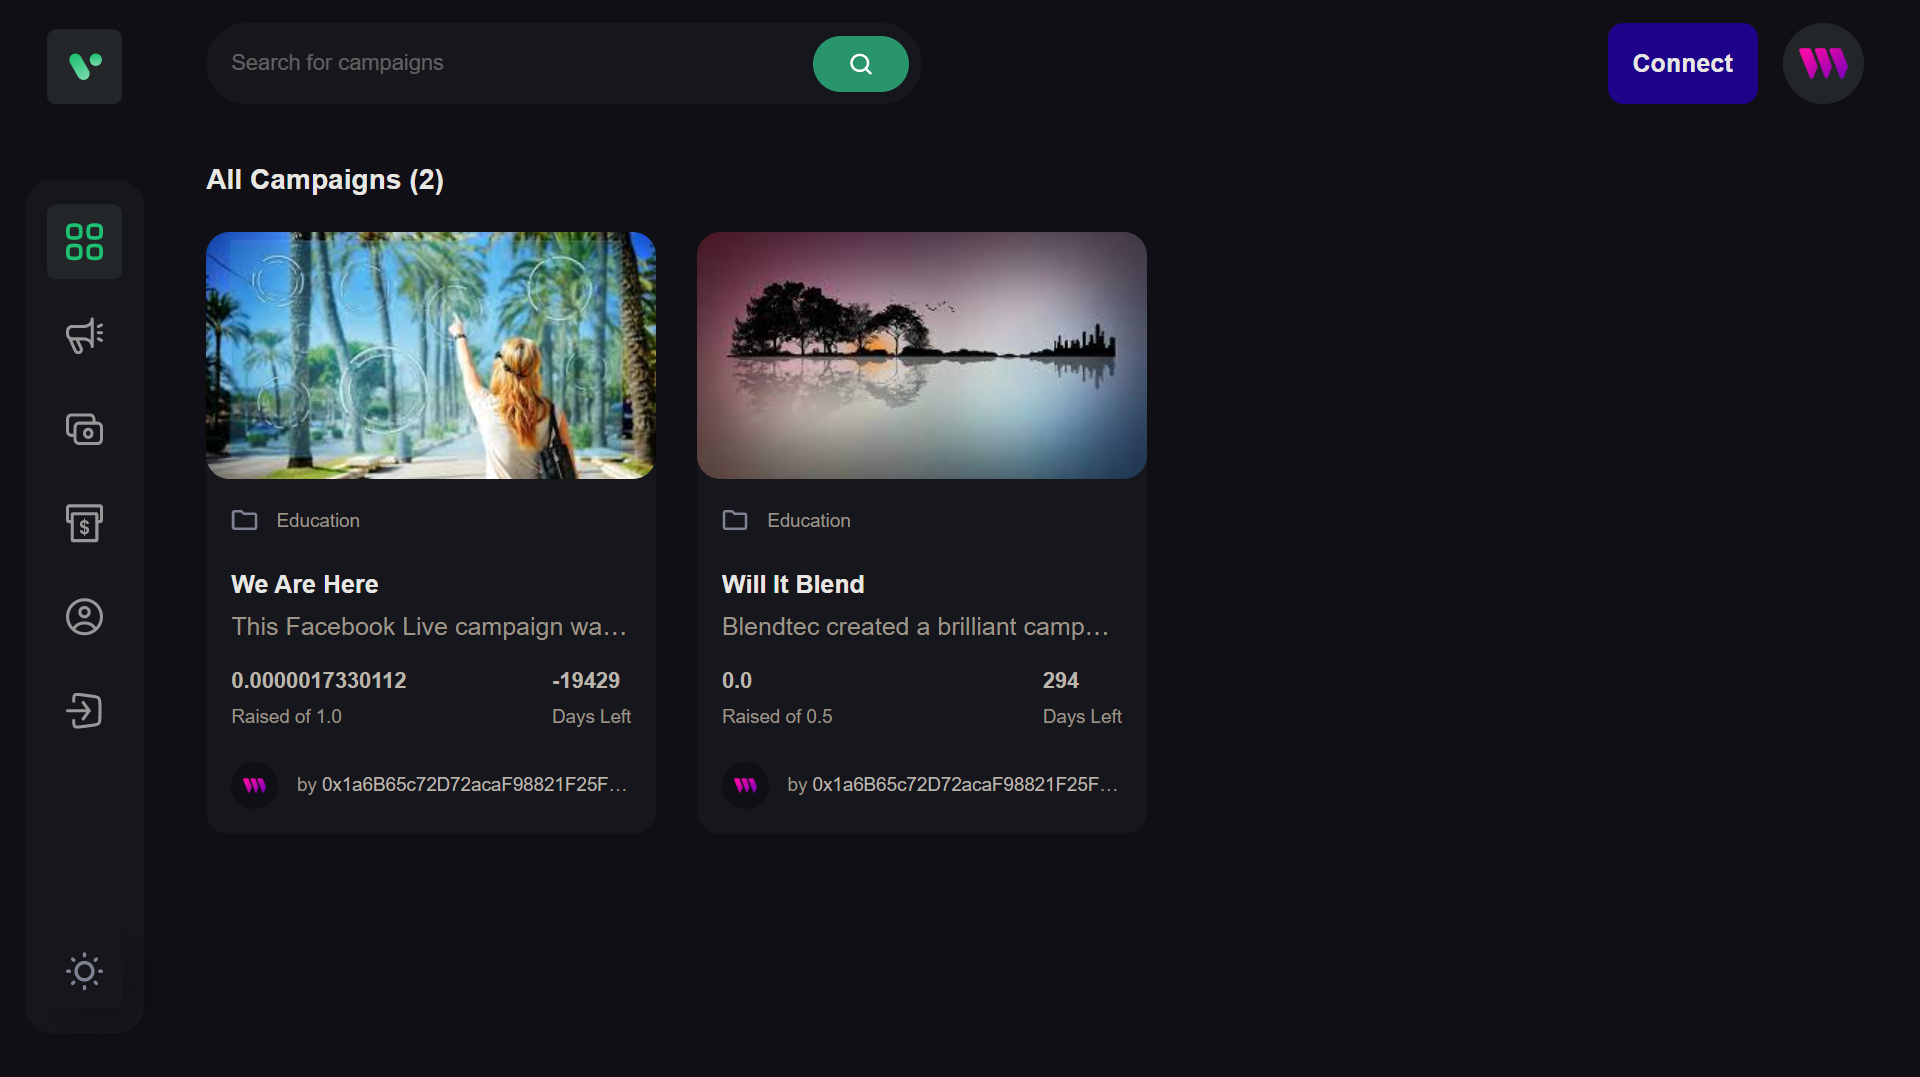 Search for campaigns
Connect
All Campaigns (2)
Education
We Are Here
This Facebook Live campaign wa...
0.0000017330112
-19429
Raised of 1.0
Days Left
by 0x1a6B65c72D72acaF98821F25F...
Education
Will It Blend
Blendtec created a brilliant camp...
0.0
294
Raised of 0.5
Days Left
by 0x1a6B65c72D72acaF98821F25F...